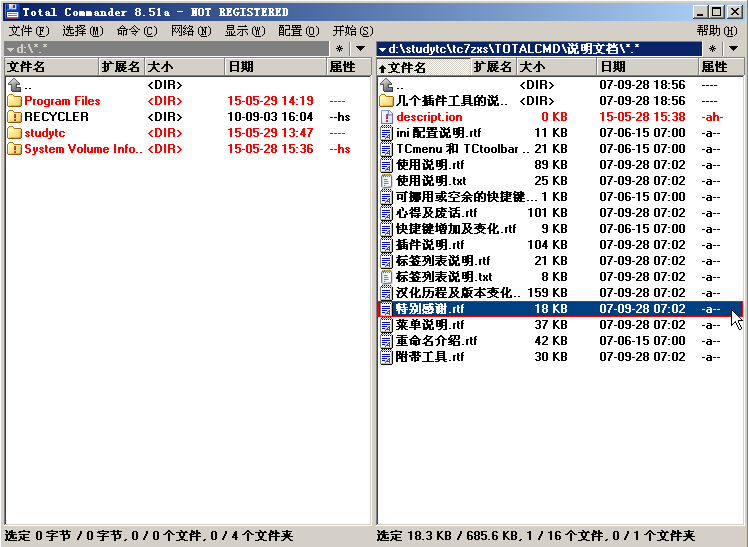 Total Commander 8.51a - NOT REGISTERED
文件(F) 选择(M) 命令(C) 网络(N) 显示(W) 配置(O) 开始(S) 帮助(H)
d:\*.*
文件名 扩展名 大小 日期 属性
.. <DIR>
Program Files <DIR> 15-05-29 14:19 ----
RECYCLER <DIR> 10-09-03 16:04 --hs
studytc <DIR> 15-05-29 13:47 ----
System Volume Info.. <DIR> 15-05-28 15:36 --hs
选定 0 字节 / 0 字节, 0 / 0 个文件, 0 / 4 个文件夹
d:\studytc\tc7zxs\TOTALCMD\说明文档\*.*
文件名 扩展名 大小 日期 属性
.. <DIR> 07-09-28 18:56 ----
几个插件工具的说.. <DIR> 07-09-28 18:56 ----
descript.ion 0 KB 15-05-28 15:38 -ah-
ini 配置说明.rtf 11 KB 07-06-15 07:00 -a--
TCmenu 和 TCtoolbar ... 21 KB 07-06-15 07:00 -a--
使用说明.rtf 89 KB 07-09-28 07:02 -a--
使用说明.txt 25 KB 07-09-28 07:02 -a--
可挪用或空余的快捷键... 1 KB 07-06-15 07:00 -a--
心得及废话.rtf 101 KB 07-09-28 07:02 -a--
快捷键增加及变化.rtf 9 KB 07-06-15 07:00 -a--
插件说明.rtf 104 KB 07-09-28 07:02 -a--
标签列表说明.rtf 21 KB 07-09-28 07:02 -a--
标签列表说明.txt 8 KB 07-09-28 07:02 -a--
汉化历程及版本变化.. 159 KB 07-09-28 07:02 -a--
特别感谢.rtf 18 KB 07-09-28 07:02 -a--
菜单说明.rtf 37 KB 07-09-28 07:02 -a--
重命名介绍.rtf 42 KB 07-06-15 07:00 -a--
附带工具.rtf 30 KB 07-09-28 07:02 -a--
选定 18.3 KB / 685.6 KB, 1 / 16 个文件, 0 / 1 个文件夹